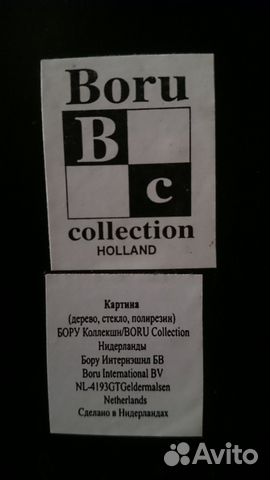 Boru
B
c
collection
HOLLAND
Картина
(дерево, стекло, полирезин)
БОРУ Коллекшн/BORU Collection
Нидерланды
Бору Интернэшнл БВ
Boru International BV
NL-4193GTGeldermalsen
Netherlands
Сделано в Нидерландах
Avito